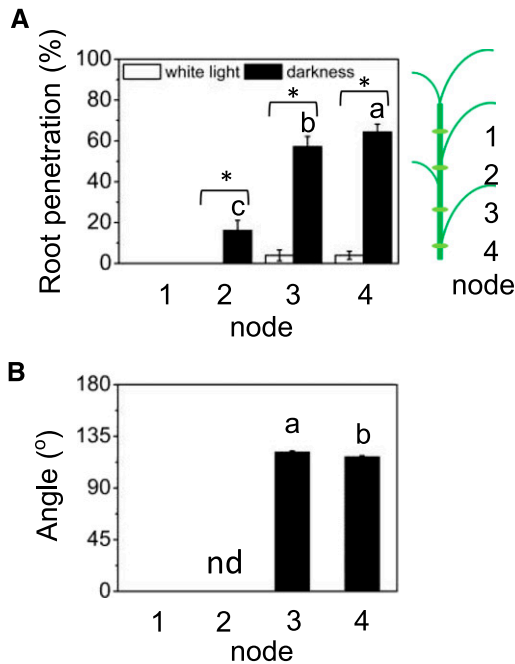 A
Root penetration (%)
100
80
60
40
20
0
white light
darkness
*
*
*
c
b
a
1 2 3 4
node
1
2
3
4
node
B
Angle (º)
180
135
90
45
0
nd
a
b
1 2 3 4
node